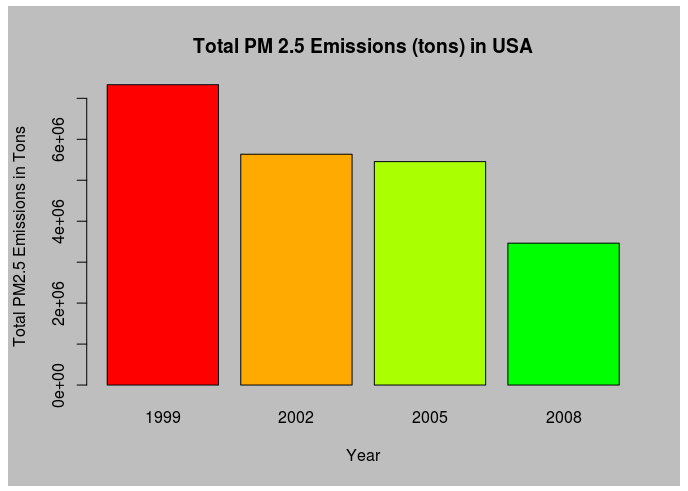 Total PM 2.5 Emissions (tons) in USA
Total PM2.5 Emissions in Tons
6e+06
4e+06
2e+06
0e+00
1999 2002 2005 2008
Year